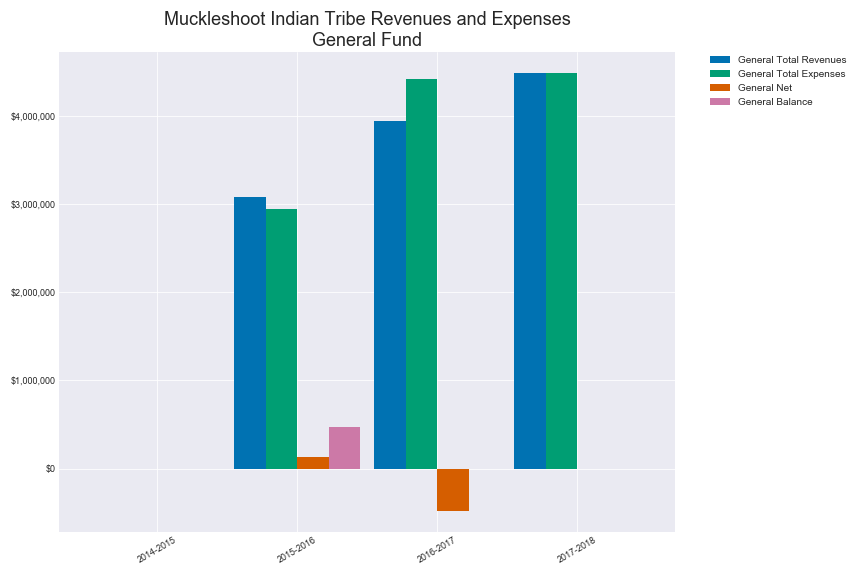 Muckleshoot Indian Tribe Revenues and Expenses
General Fund
General Total Revenues
General Total Expenses
General Net
General Balance
$4,000,000
$3,000,000
$2,000,000
$1,000,000
$0
2014-2015
2015-2016
2016-2017
2017-2018